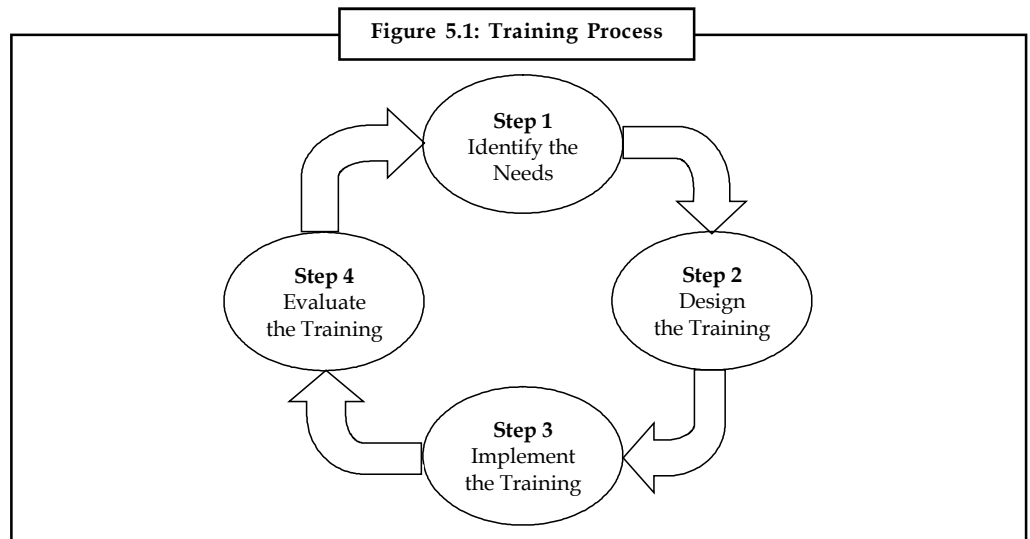 Figure 5.1: Training Process
Step 1
Identify the
Needs
Step 2
Design
the Training
Step 3
Implement
the Training
Step 4
Evaluate
the Training